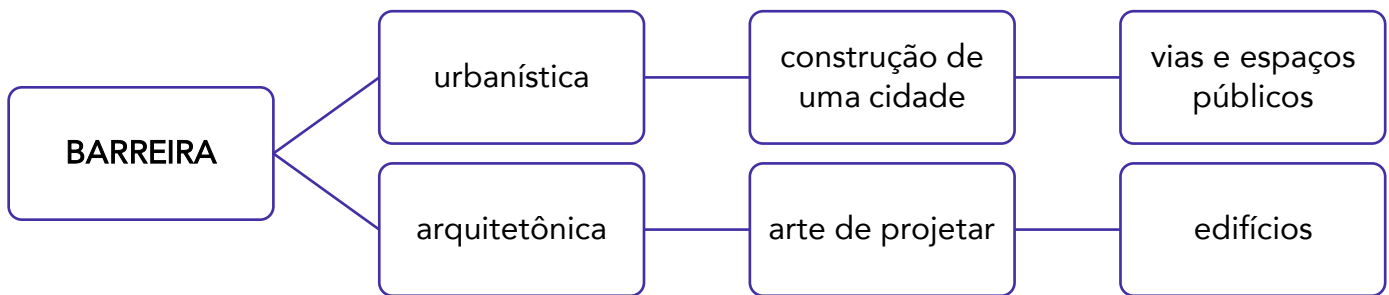 BARREIRA
urbanística
construção de
uma cidade
vias e espaços
públicos
arquitetônica
arte de projetar
edifícios